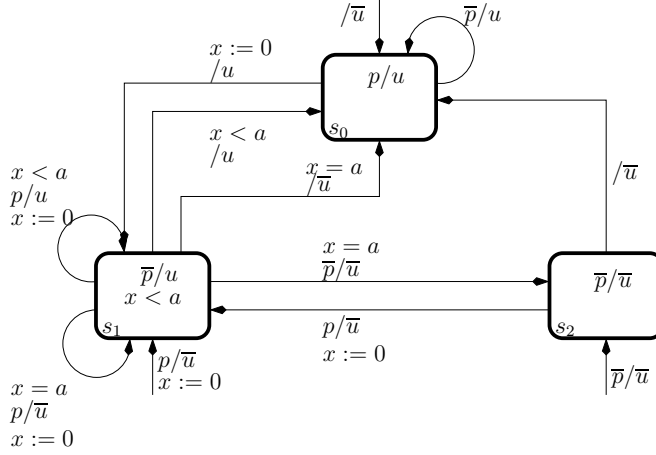 /u̅
p̅/u
x := 0
/u
p/u
s₀
x < a
/u
x = a
/u̅
/u̅
x < a
p/u
x := 0
p̅/u
x < a
s₁
x = a
p̅/u̅
p̅/u̅
s₂
p/u̅
x := 0
p/u̅
x := 0
p̅/u̅
x = a
p/u̅
x := 0